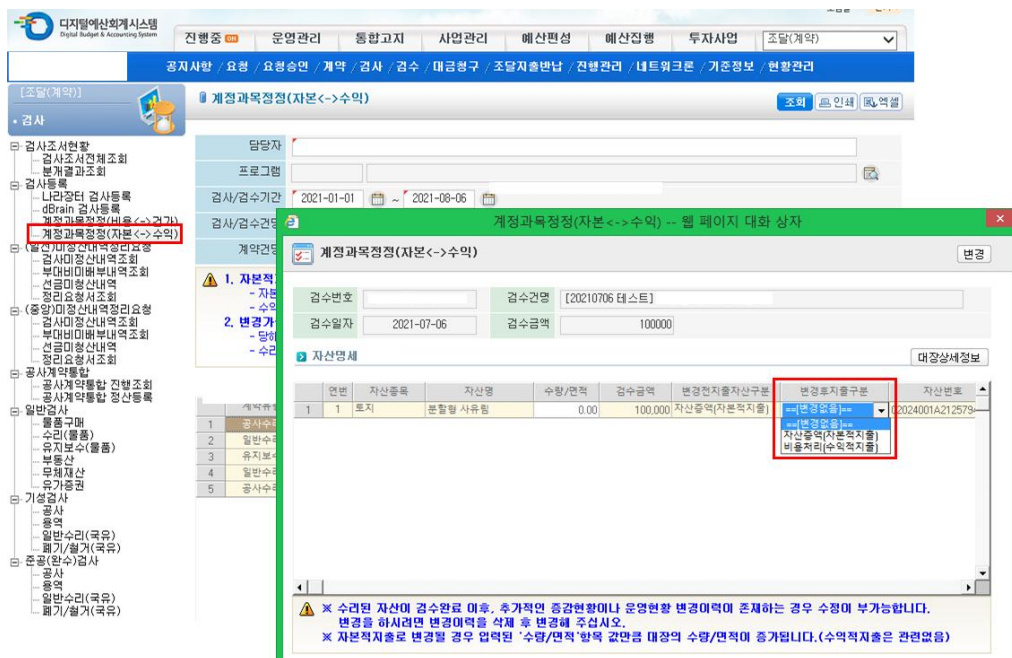 디지털예산회계시스템
Digital Budget & Accounting System
진행중 운영관리 통합고지 사업관리 예산편성 예산집행 투자사업 조달(계약)
공지사항 / 요청 / 요청승인 / 계약 / 검사 / 검수 / 대금청구 / 조달지출반납 / 진행관리 / 네트워크론 / 기준정보 / 현황관리
[조달(계약)]
• 검사
계정과목정정(자본<->수익)
조회 인쇄 엑셀
검사조서현황
검사조서전체조회
분개결과조회
검사등록
나라장터 검사등록
dBrain 검사등록
계정과목정정(비용<->건가)
계정과목정정(자본<->수익)
(일선)미정산내역정리요청
검사미정산내역조회
부대비미배부내역조회
선금미청산내역
정리요청서조회
(중앙)미정산내역정리요청
검사미정산내역조회
부대비미배부내역조회
선금미청산내역
정리요청서조회
공사계약통합
공사계약통합 진행조회
공사계약통합 정산등록
일반검사
물품구매
수리(물품)
유지보수(물품)
부동산
무체재산
유가증권
기성검사
공사
용역
일반수리(국유)
폐기/철거(국유)
준공(완수)검사
공사
용역
일반수리(국유)
폐기/철거(국유)
담당자
프로그램
검사/검수기간 2021-01-01 ~ 2021-08-06
검사/검수건명
계약건명
1. 자본적
- 자본
- 수익
2. 변경가
- 당해
- 수리
계약유
1 공사수리
2 일반수리
3 유지보수
4 일반수리
5 공사수리
계정과목정정(자본<->수익) -- 웹 페이지 대화 상자
계정과목정정(자본<->수익) 변경
검수번호 검수건명 [20210706 테스트]
검수일자 2021-07-06 검수금액 100000
자산명세 대장상세정보
연번 자산종목 자산명 수량/면적 검수금액 변경전지출자산구분 변경후지출구분 자산번호
1 1 토지 분할형 사유림 0.00 100,000 자산증액(자본적지출) ==[변경없음]== 02024001A212579
==[변경없음]==
자산증액(자본적지출)
비용처리(수익적지출)
※ 수리된 자산이 검수완료 이후, 추가적인 증감현황이나 운영현황 변경이력이 존재하는 경우 수정이 부가능합니다.
변경을 하시려면 변경이력을 삭제 후 변경해 주십시오.
※ 자본적지출로 변경될 경우 입력된 '수량/면적'항목 값만큼 대장의 수량/면적이 증가됩니다.(수익적지출은 관련없음)